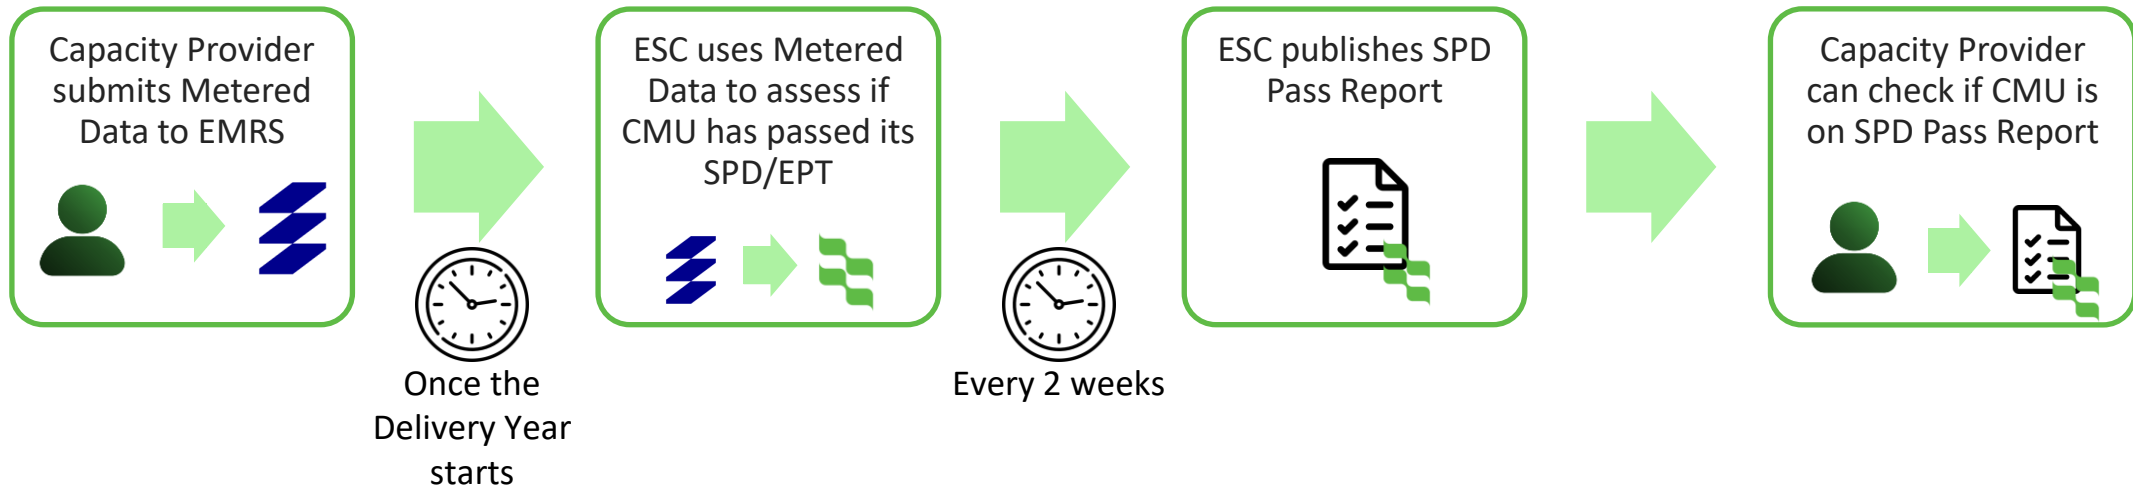 Capacity Provider
submits Metered
Data to EMRS
Once the
Delivery Year
starts
ESC uses Metered
Data to assess if
CMU has passed its
SPD/EPT
Every 2 weeks
ESC publishes SPD
Pass Report
Capacity Provider
can check if CMU is
on SPD Pass Report